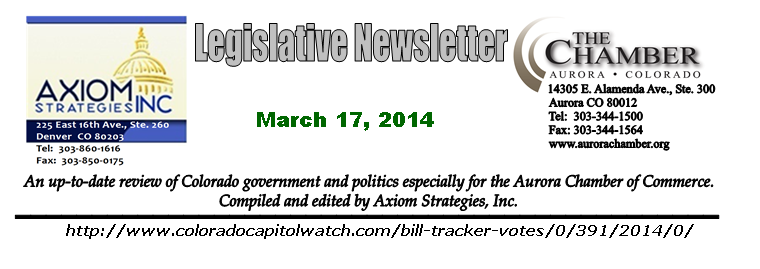 Legislative Newsletter
AXIOM
STRATEGIES INC
225 East 16th Ave., Ste. 260
Denver CO 80203
Tel: 303-860-1616
Fax: 303-850-0175
March 17, 2014
THE
CHAMBER
AURORA • COLORADO
14305 E. Alamenda Ave., Ste. 300
Aurora CO 80012
Tel: 303-344-1500
Fax: 303-344-1564
www.aurorachamber.org
An up-to-date review of Colorado government and politics especially for the Aurora Chamber of Commerce.
Compiled and edited by Axiom Strategies, Inc.
http://www.coloradocapitolwatch.com/bill-tracker-votes/0/391/2014/0/